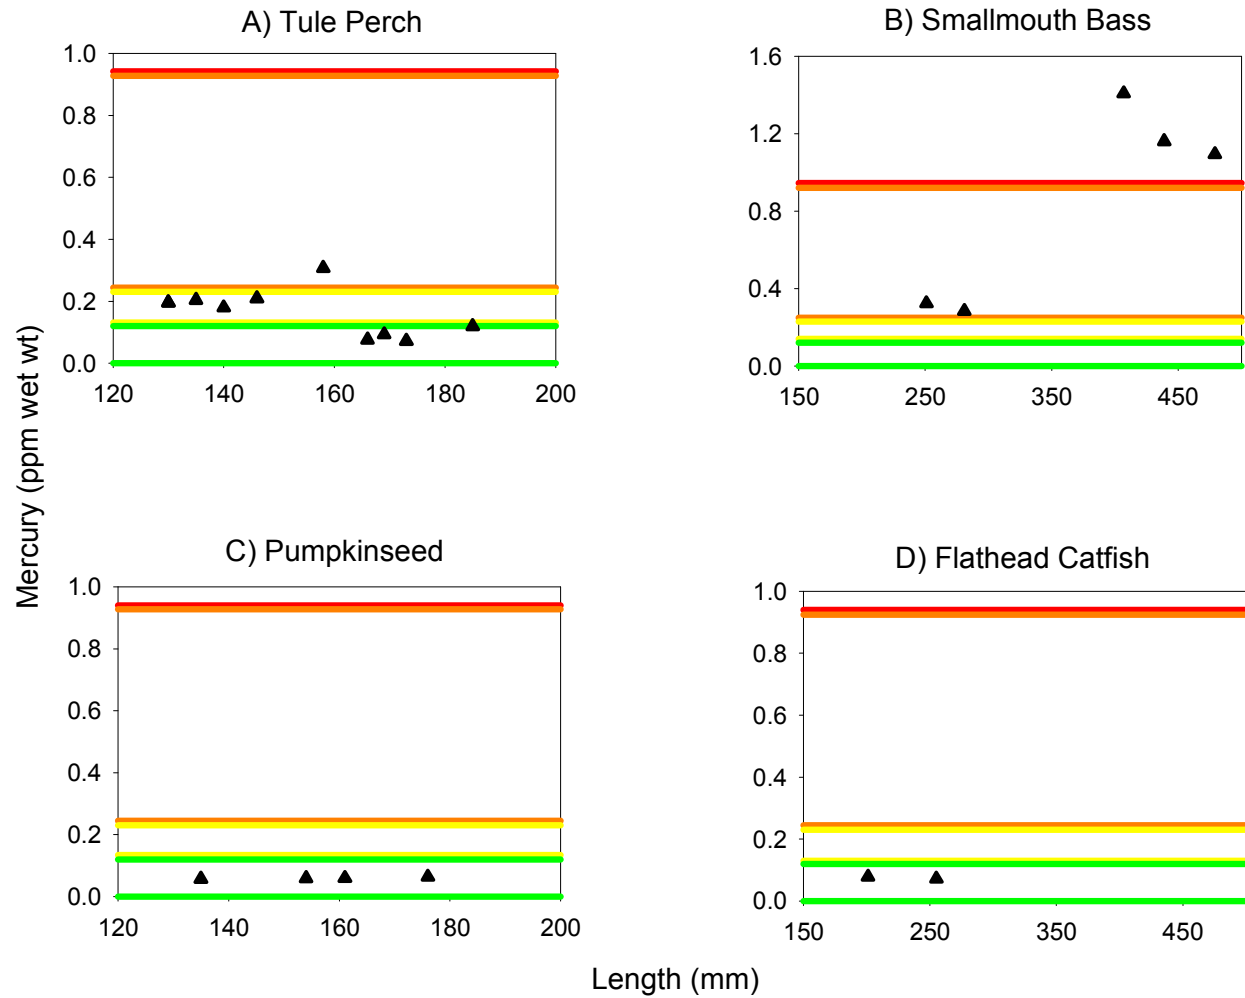 A) Tule Perch
1.0
0.8
0.6
0.4
0.2
0.0
120 140 160 180 200
B) Smallmouth Bass
1.6
1.2
0.8
0.4
0.0
150 250 350 450
Mercury (ppm wet wt)
C) Pumpkinseed
1.0
0.8
0.6
0.4
0.2
0.0
120 140 160 180 200
D) Flathead Catfish
1.0
0.8
0.6
0.4
0.2
0.0
150 250 350 450
Length (mm)